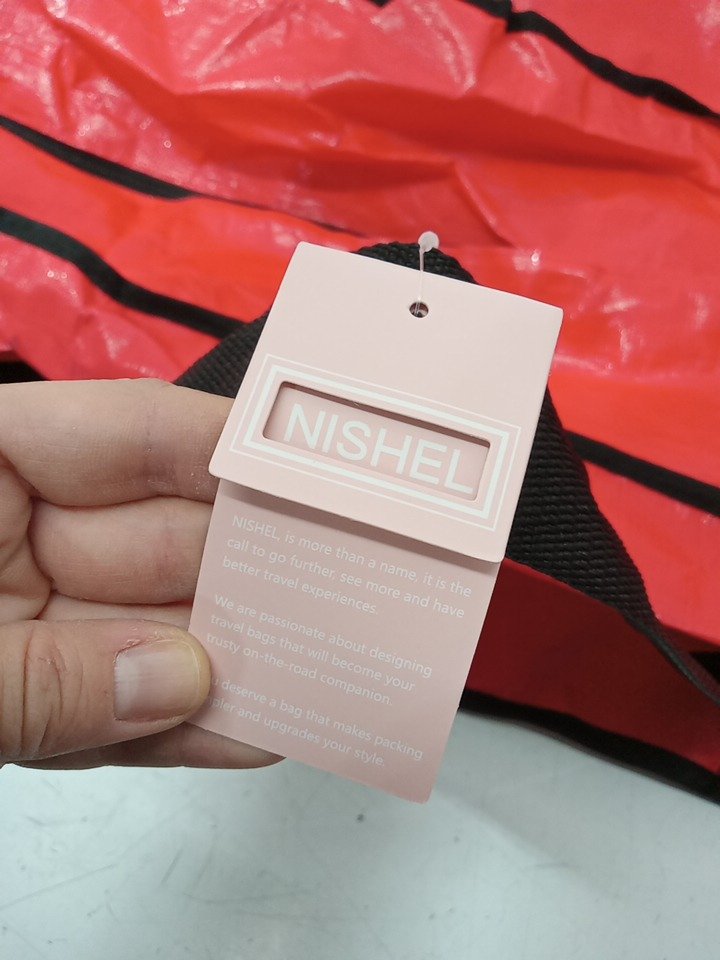 NISHEL
NISHEL, is more than a name, it is the
call to go further, see more and have
better travel experiences.
We are passionate about designing
travel bags that will become your
trusty on-the-road companion.
deserve a bag that makes packing
and upgrades your style.